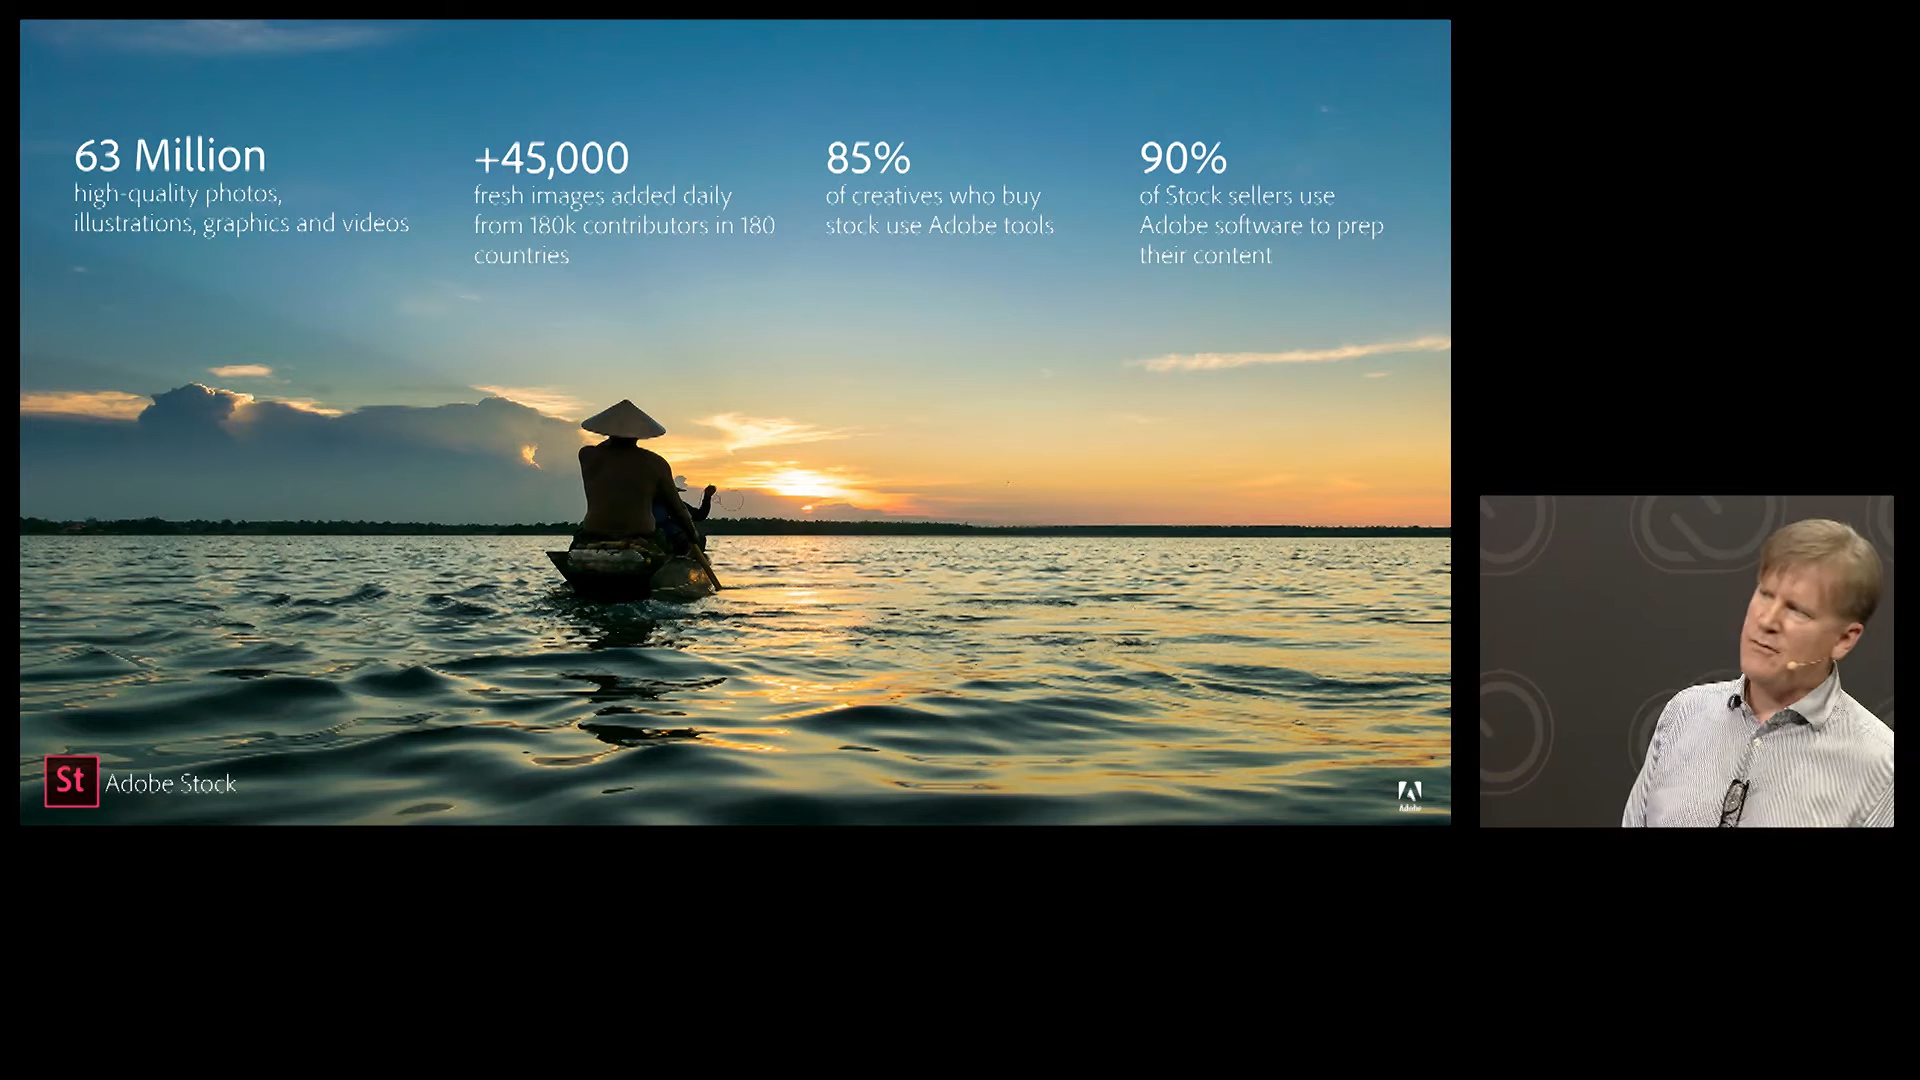 63 Million
high-quality photos,
illustrations, graphics and videos
+45,000
fresh images added daily
from 180k contributors in 180
countries
85%
of creatives who buy
stock use Adobe tools
90%
of Stock sellers use
Adobe software to prep
their content
St Adobe Stock
Adobe